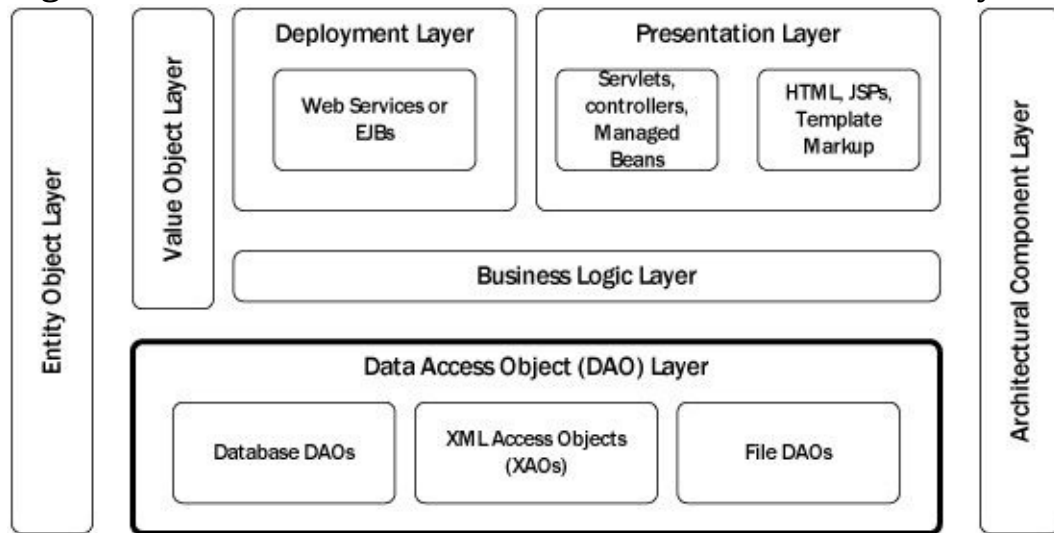 Entity Object Layer
Value Object Layer
Deployment Layer
Web Services or
EJBs
Presentation Layer
Servlets,
controllers,
Managed
Beans
HTML, JSPs,
Template
Markup
Business Logic Layer
Data Access Object (DAO) Layer
Database DAOs
XML Access Objects
(XAOs)
File DAOs
Architectural Component Layer